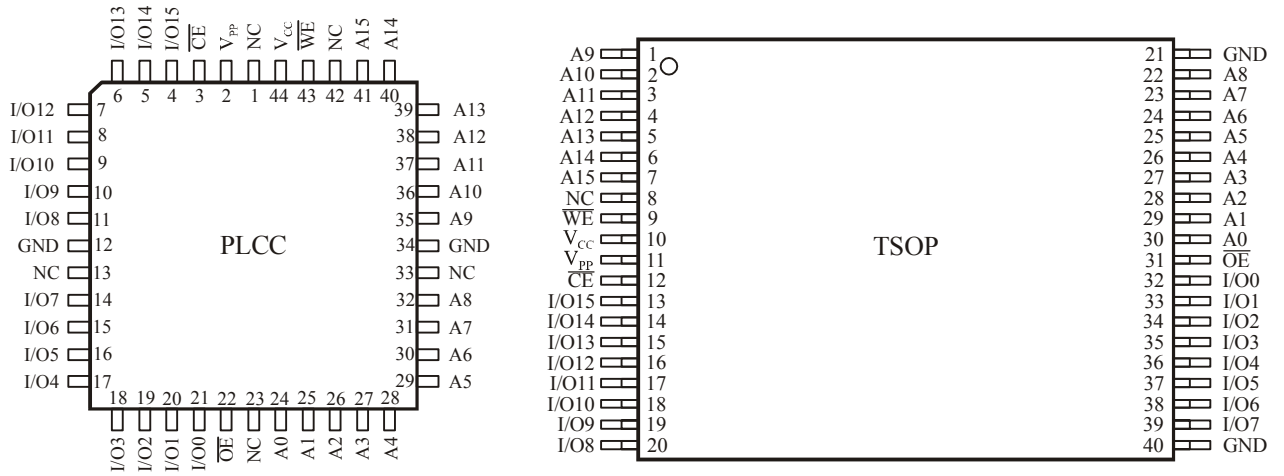 I/O13 I/O14 I/O15 CE VPP NC VCC WE NC A15 A14
6 5 4 3 2 1 44 43 42 41 40
I/O12 7 39 A13
I/O11 8 38 A12
I/O10 9 37 A11
I/O9 10 36 A10
I/O8 11 35 A9
GND 12 PLCC 34 GND
NC 13 33 NC
I/O7 14 32 A8
I/O6 15 31 A7
I/O5 16 30 A6
I/O4 17 29 A5
18 19 20 21 22 23 24 25 26 27 28
I/O3 I/O2 I/O1 I/O0 OE NC A0 A1 A2 A3 A4
A9 1 21 GND
A10 2 22 A8
A11 3 23 A7
A12 4 24 A6
A13 5 25 A5
A14 6 26 A4
A15 7 27 A3
NC 8 28 A2
WE 9 29 A1
VCC 10 TSOP 30 A0
VPP 11 31 OE
CE 12 32 I/O0
I/O15 13 33 I/O1
I/O14 14 34 I/O2
I/O13 15 35 I/O3
I/O12 16 36 I/O4
I/O11 17 37 I/O5
I/O10 18 38 I/O6
I/O9 19 39 I/O7
I/O8 20 40 GND